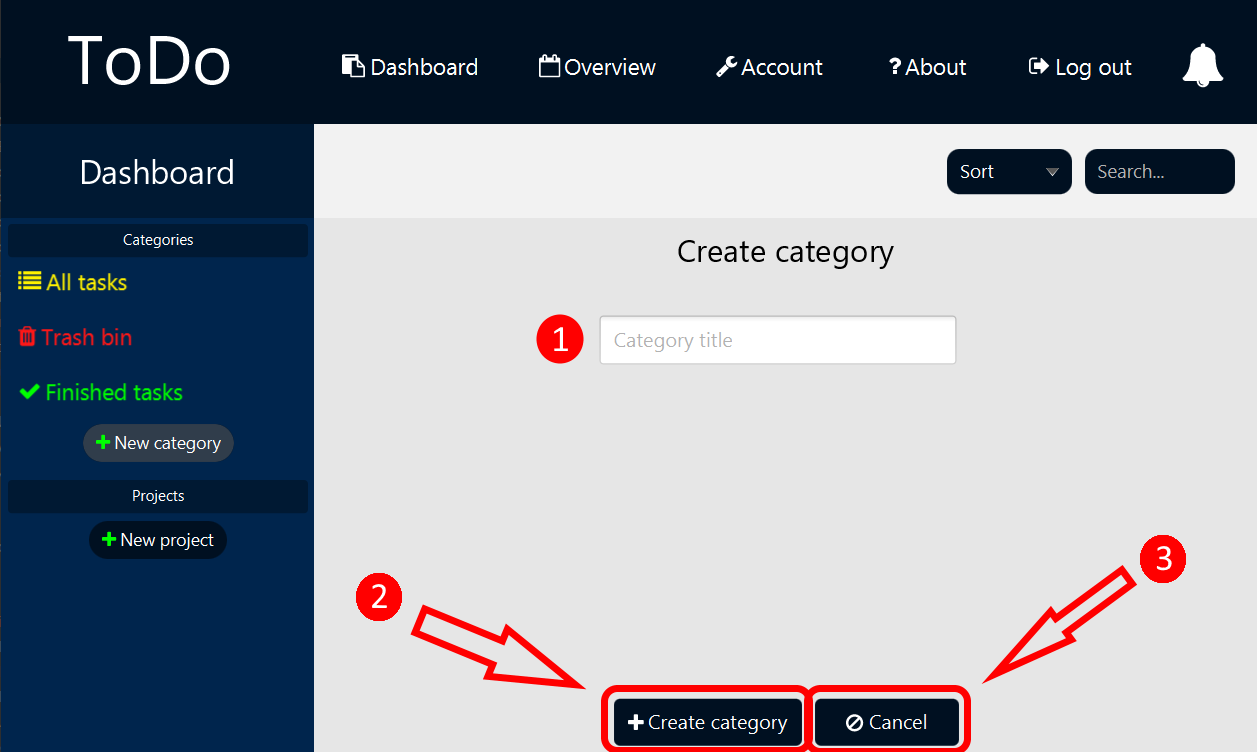 ToDo
Dashboard Overview Account ? About Log out
Dashboard
Sort Search...
Categories
All tasks
Trash bin
Finished tasks
+ New category
Projects
+ New project
Create category
1 Category title
2
3
+ Create category Cancel